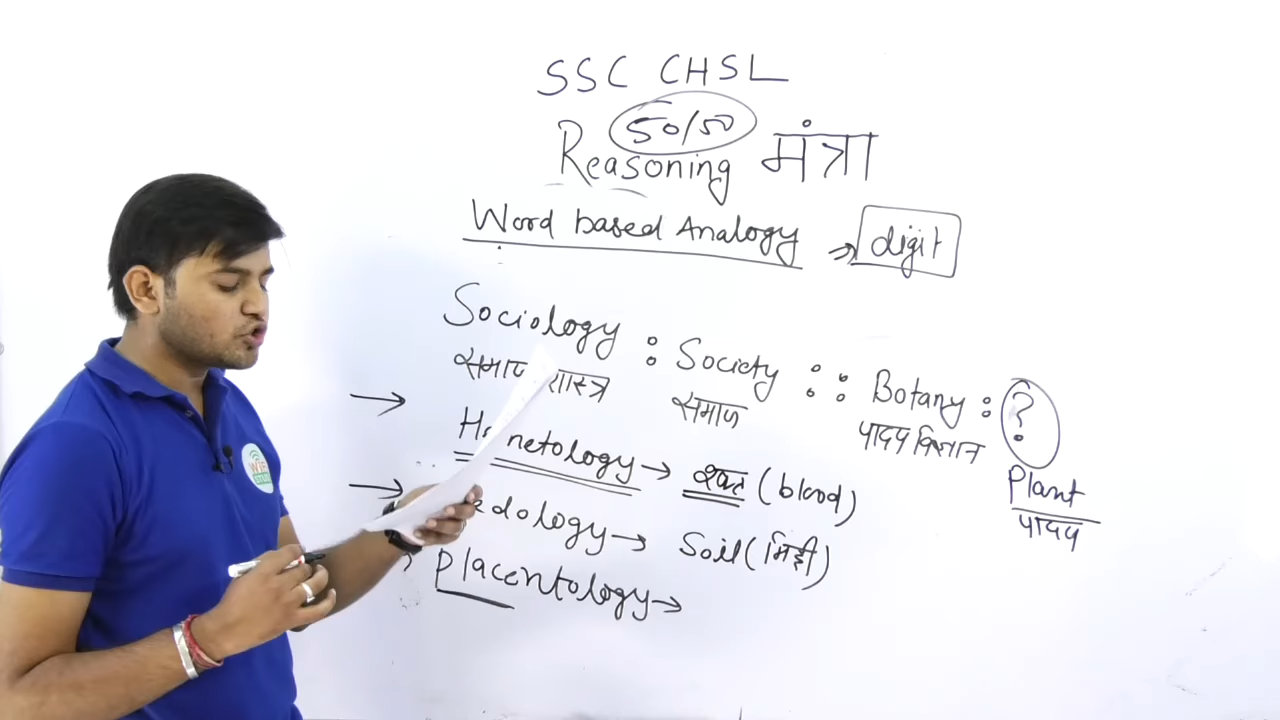 SSC CHSL
50/50
Reasoning मंत्रा
Word based Analogy → digit
Sociology : Society :: Botany : ?
समाज शास्त्र समाज पादप विज्ञान
Plant
पादप
netology → रक्त (blood)
edology → Soil (मिट्टी)
Placentology →